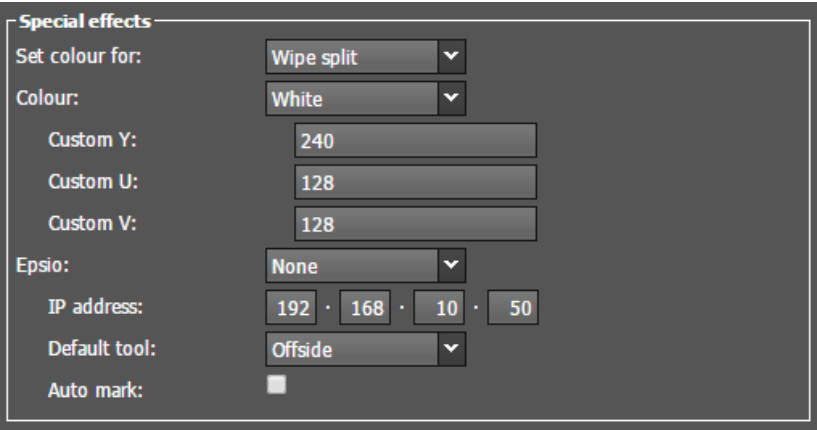 Special effects
Set colour for: Wipe split
Colour: White
Custom Y: 240
Custom U: 128
Custom V: 128
Epsio: None
IP address: 192 · 168 · 10 · 50
Default tool: Offside
Auto mark: